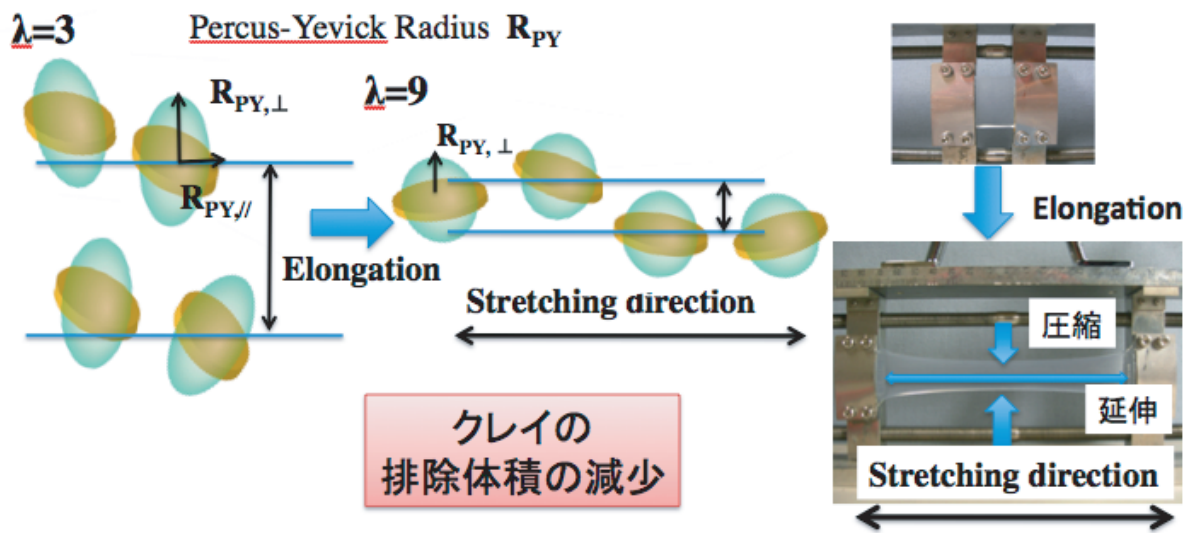 λ=3
Percus-Yevick Radius R_PY
R_PY,⊥
λ=9
R_PY, ⊥
R_PY,//
Elongation
Elongation
Stretching direction
圧縮
延伸
クレイの
排除体積の減少
Stretching direction